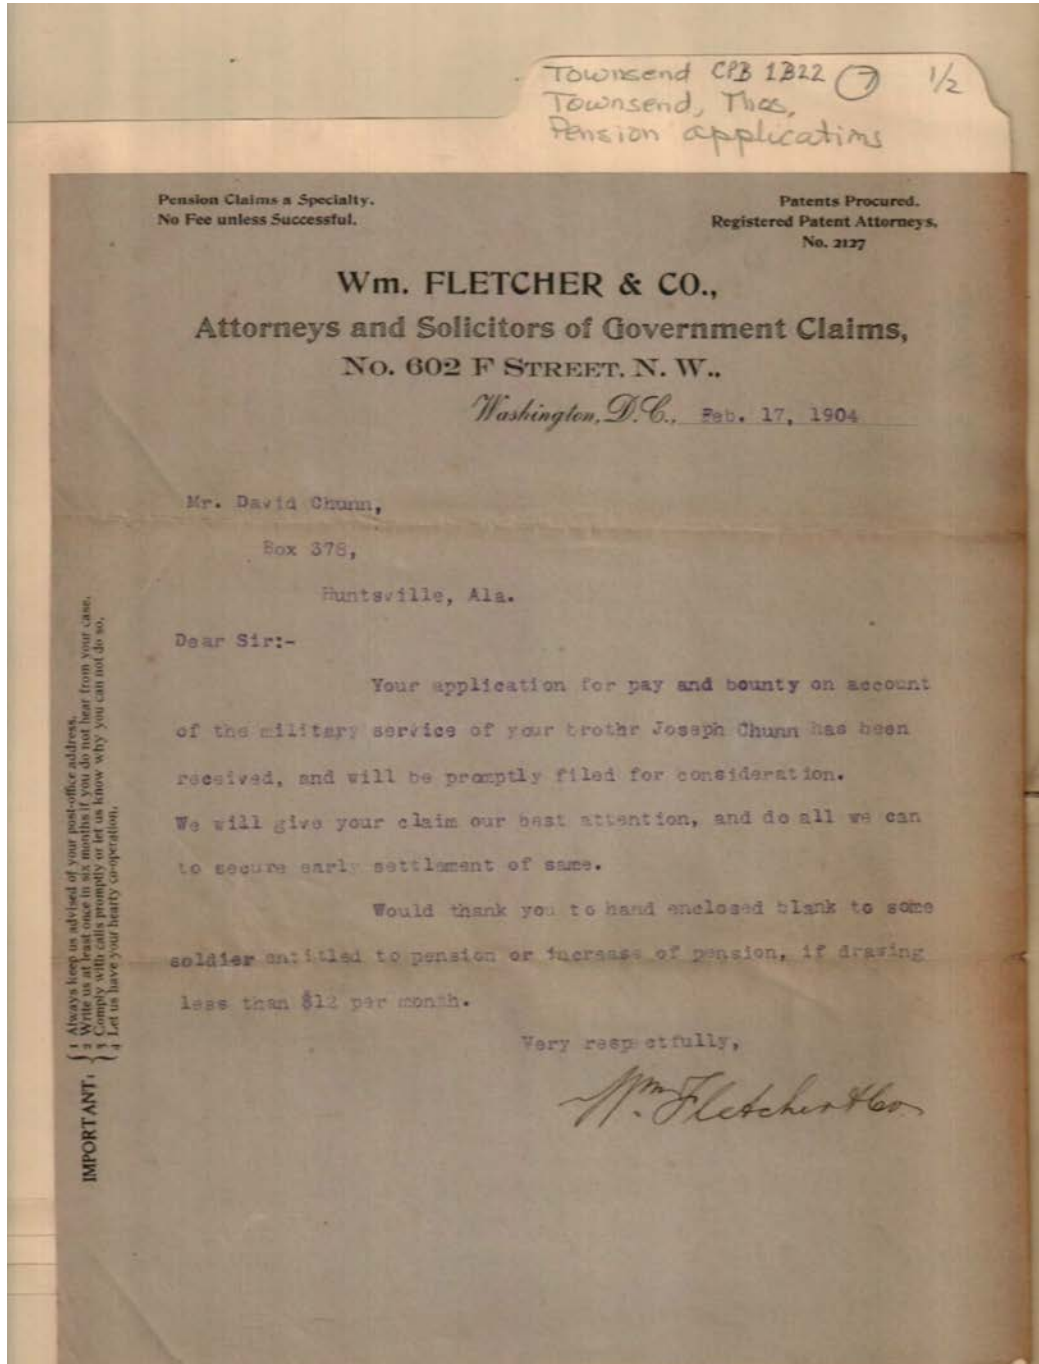 Townsend CPB 1B22 7 1/2
Townsend, Thos,
Pension applications
Pension Claims a Specialty.
No Fee unless Successful.
Patents Procured.
Registered Patent Attorneys.
No. 2127
Wm. FLETCHER & CO.,
Attorneys and Solicitors of Government Claims,
No. 602 F STREET. N. W.,
Washington, D.C., Feb. 17, 1904
Mr. David Chunn,
Box 378,
Huntsville, Ala.
Dear Sir:-
Your application for pay and bounty on account
of the military service of your brothr Joseph Chunn has been
received, and will be promptly filed for consideration.
We will give your claim our best attention, and do all we can
to secure early settlement of same.
Would thank you to hand enclosed blank to some
soldier entitled to pension or increase of pension, if drawing
less than $12 per month.
Very respectfully,
Wm. Fletcher & Co
IMPORTANT:
1 Always keep us advised of your post-office address.
2 Write us at least once in six months if you do not hear from your case.
3 Comply with calls promptly or let us know why you can not do so.
4 Let us have your hearty co-operation.